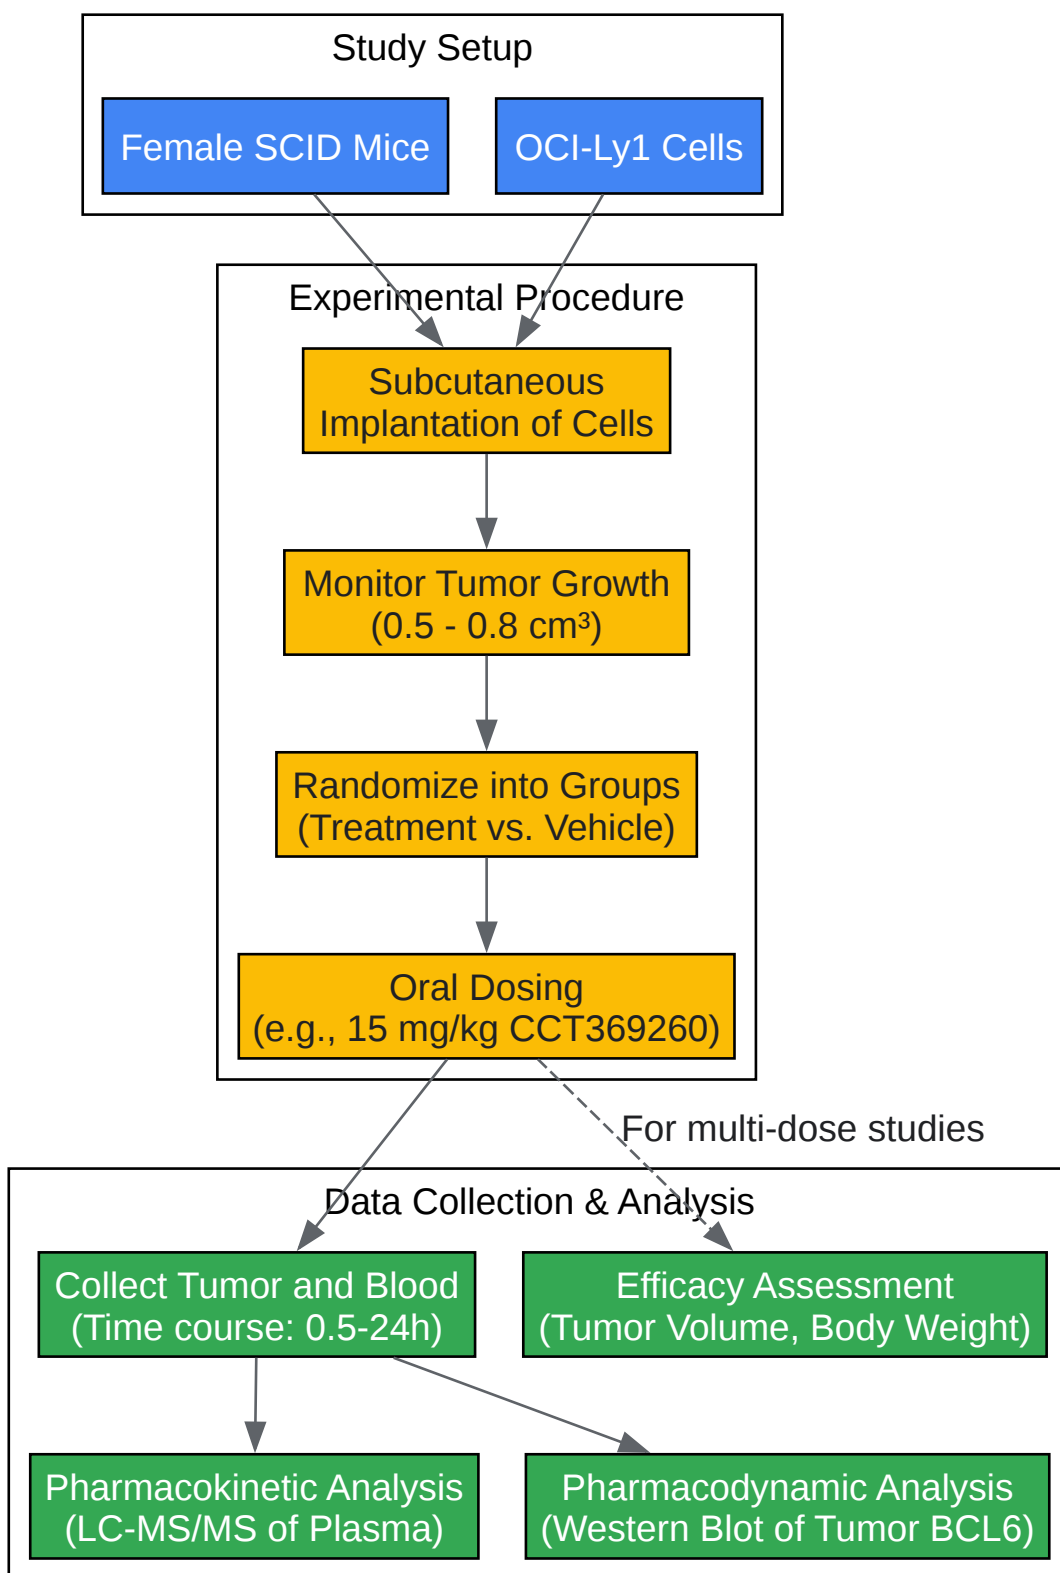 Study Setup
Female SCID Mice
OCI-Ly1 Cells
Experimental Procedure
Subcutaneous
Implantation of Cells
Monitor Tumor Growth
(0.5 - 0.8 cm³)
Randomize into Groups
(Treatment vs. Vehicle)
Oral Dosing
(e.g., 15 mg/kg CCT369260)
For multi-dose studies
Data Collection & Analysis
Collect Tumor and Blood
(Time course: 0.5-24h)
Efficacy Assessment
(Tumor Volume, Body Weight)
Pharmacokinetic Analysis
(LC-MS/MS of Plasma)
Pharmacodynamic Analysis
(Western Blot of Tumor BCL6)